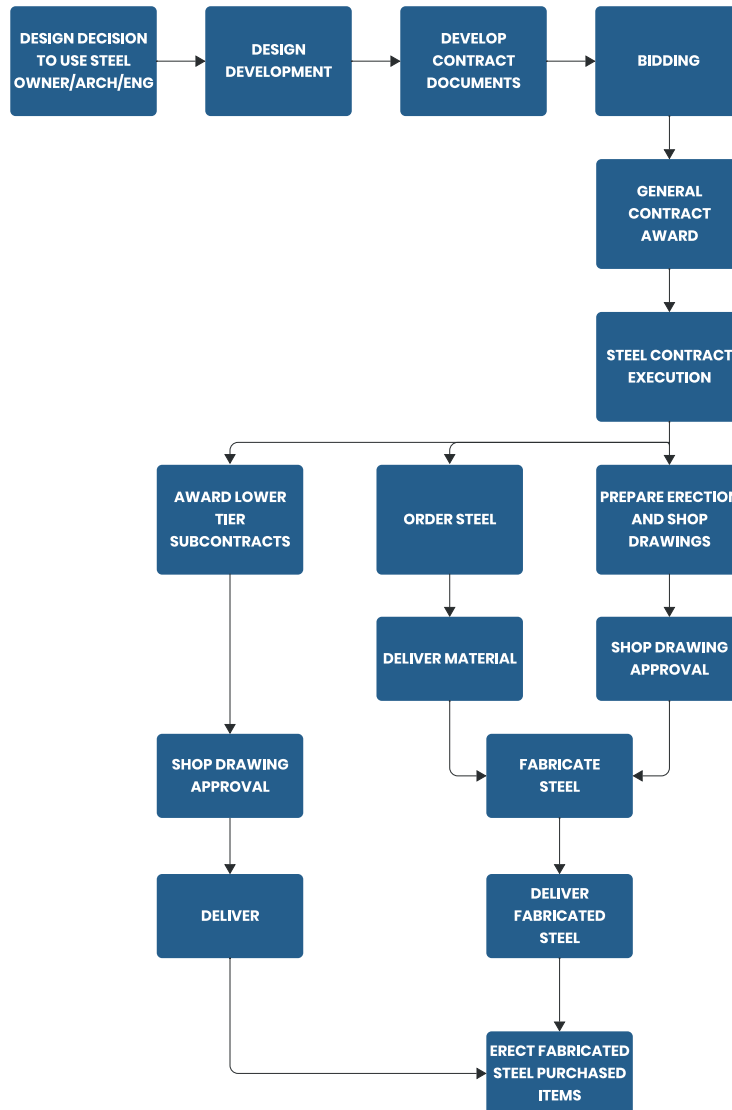 DESIGN DECISION
TO USE STEEL
OWNER/ARCH/ENG
DESIGN
DEVELOPMENT
DEVELOP
CONTRACT
DOCUMENTS
BIDDING
GENERAL
CONTRACT
AWARD
STEEL CONTRACT
EXECUTION
AWARD LOWER
TIER
SUBCONTRACTS
ORDER STEEL
PREPARE ERECTION
AND SHOP
DRAWINGS
DELIVER MATERIAL
SHOP DRAWING
APPROVAL
SHOP DRAWING
APPROVAL
FABRICATE
STEEL
DELIVER
DELIVER
FABRICATED
STEEL
ERECT FABRICATED
STEEL PURCHASED
ITEMS